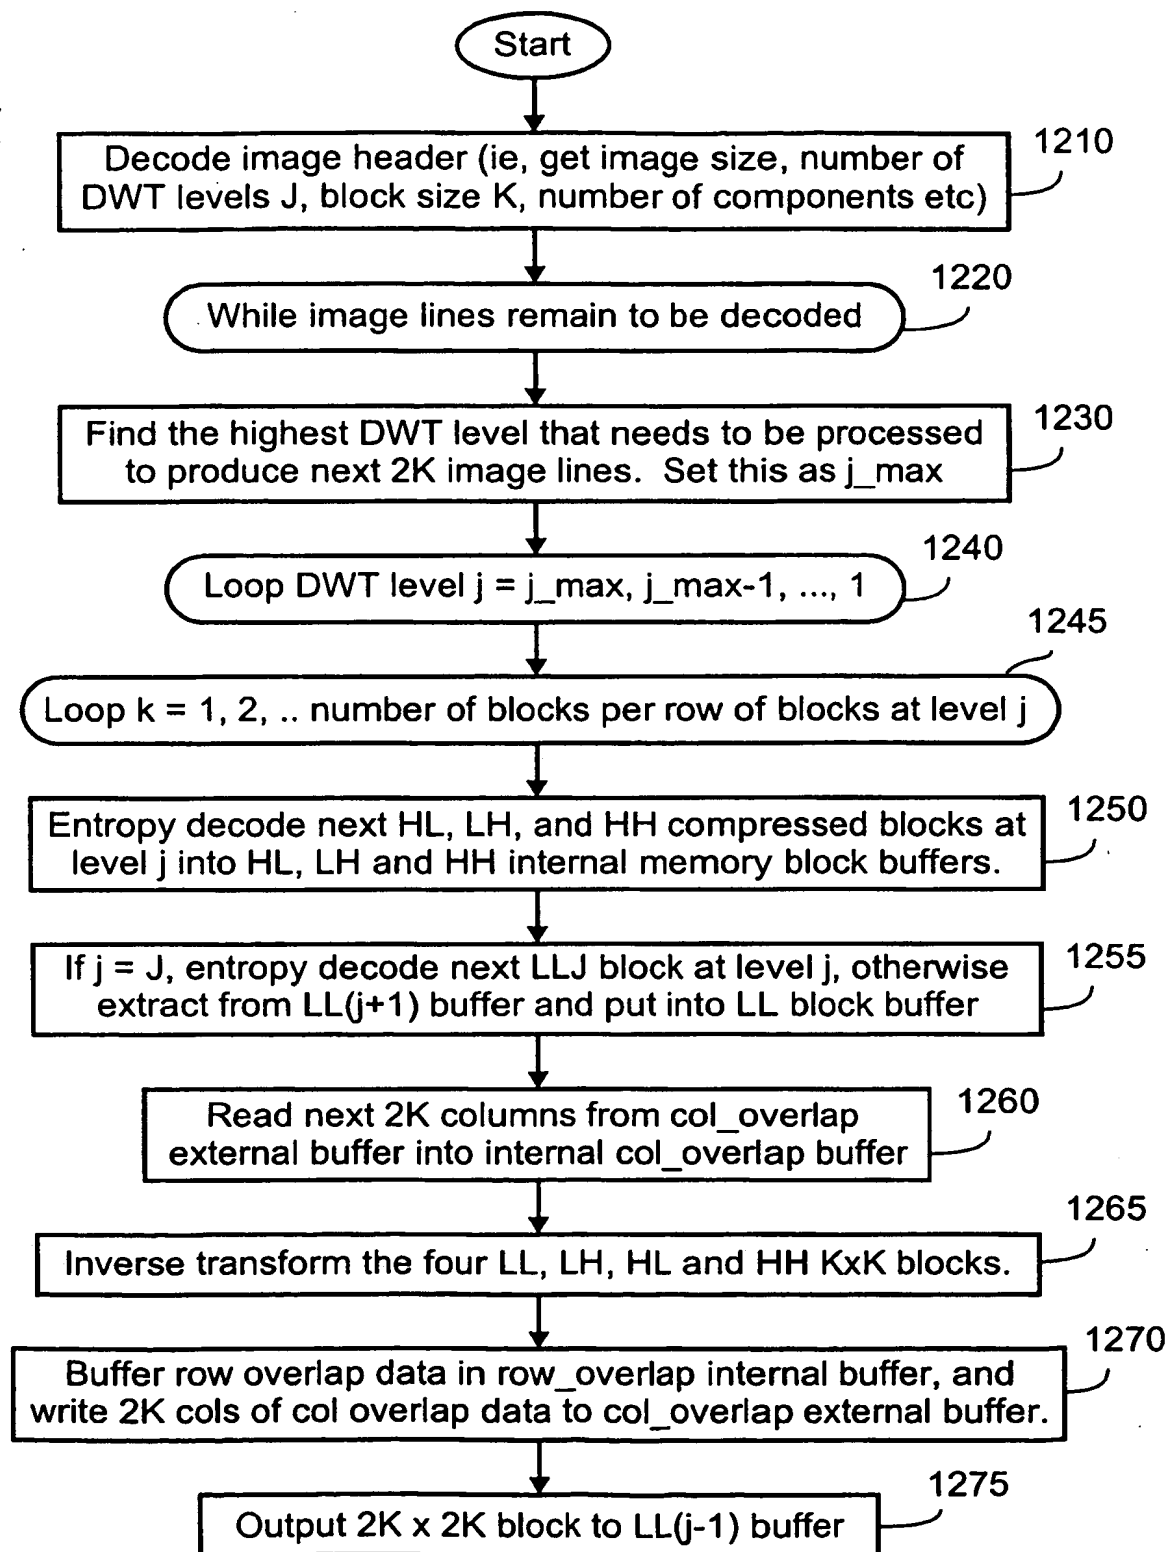 Start
1210
Decode image header (ie, get image size, number of
DWT levels J, block size K, number of components etc)
1220
While image lines remain to be decoded
1230
Find the highest DWT level that needs to be processed
to produce next 2K image lines.  Set this as j_max
1240
Loop DWT level j = j_max, j_max-1, ..., 1
1245
Loop k = 1, 2, .. number of blocks per row of blocks at level j
1250
Entropy decode next HL, LH, and HH compressed blocks at
level j into HL, LH and HH internal memory block buffers.
1255
If j = J, entropy decode next LLJ block at level j, otherwise
extract from LL(j+1) buffer and put into LL block buffer
1260
Read next 2K columns from col_overlap
external buffer into internal col_overlap buffer
1265
Inverse transform the four LL, LH, HL and HH KxK blocks.
1270
Buffer row overlap data in row_overlap internal buffer, and
write 2K cols of col overlap data to col_overlap external buffer.
1275
Output 2K x 2K block to LL(j-1) buffer